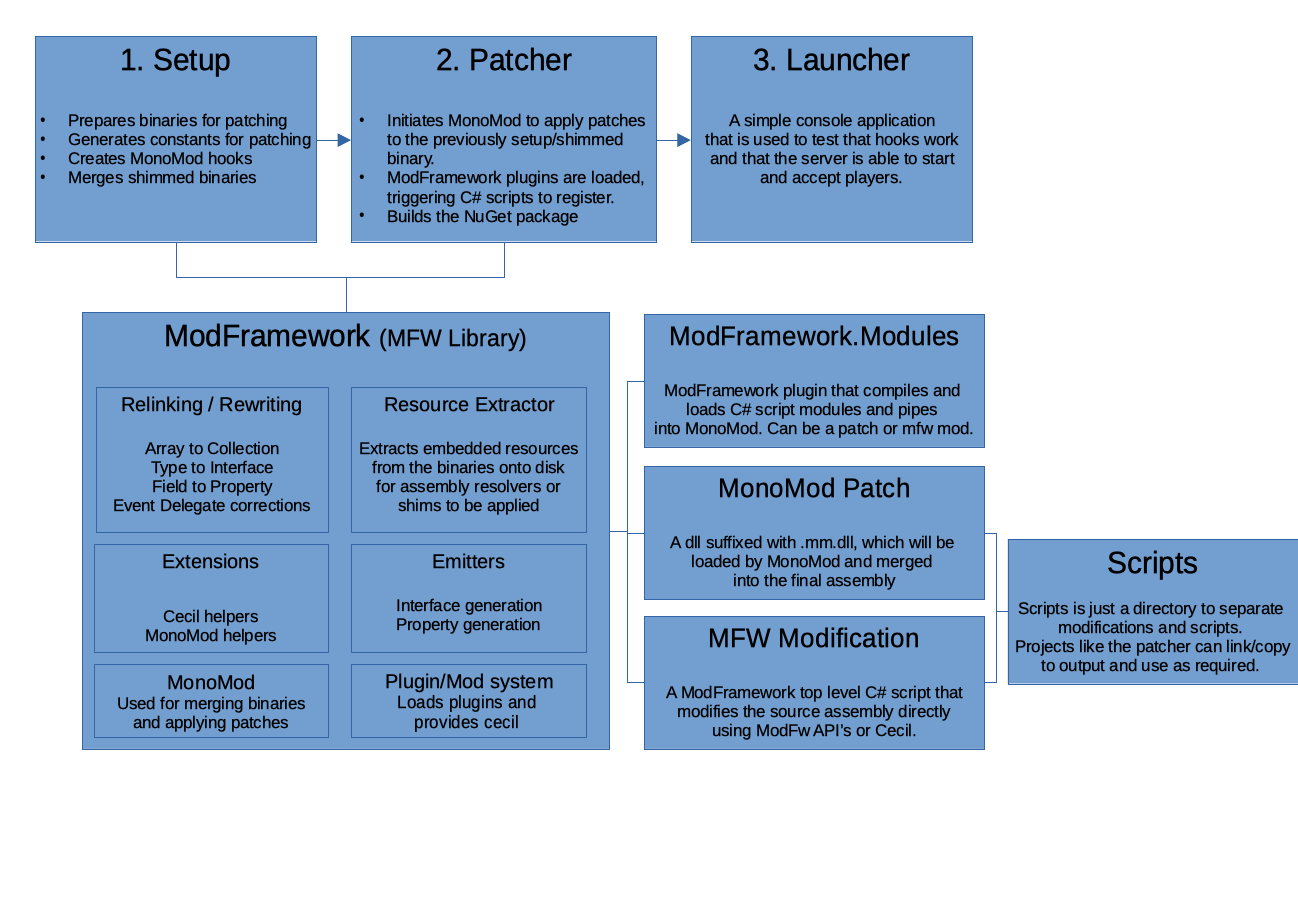 1. Setup
• Prepares binaries for patching
• Generates constants for patching
• Creates MonoMod hooks
• Merges shimmed binaries
2. Patcher
• Initiates MonoMod to apply patches
to the previously setup/shimmed
binary.
• ModFramework plugins are loaded,
triggering C# scripts to register.
• Builds the NuGet package
3. Launcher
A simple console application
that is used to test that hooks work
and that the server is able to start
and accept players.
ModFramework (MFW Library)
Relinking / Rewriting
Array to Collection
Type to Interface
Field to Property
Event Delegate corrections
Resource Extractor
Extracts embedded resources
from the binaries onto disk
for assembly resolvers or
shims to be applied
Extensions
Cecil helpers
MonoMod helpers
Emitters
Interface generation
Property generation
MonoMod
Used for merging binaries
and applying patches
Plugin/Mod system
Loads plugins and
provides cecil
ModFramework.Modules
ModFramework plugin that compiles and
loads C# script modules and pipes
into MonoMod. Can be a patch or mfw mod.
MonoMod Patch
A dll suffixed with .mm.dll, which will be
loaded by MonoMod and merged
into the final assembly
MFW Modification
A ModFramework top level C# script that
modifies the source assembly directly
using ModFw API’s or Cecil.
Scripts
Scripts is just a directory to separate
modifications and scripts.
Projects like the patcher can link/copy
to output and use as required.